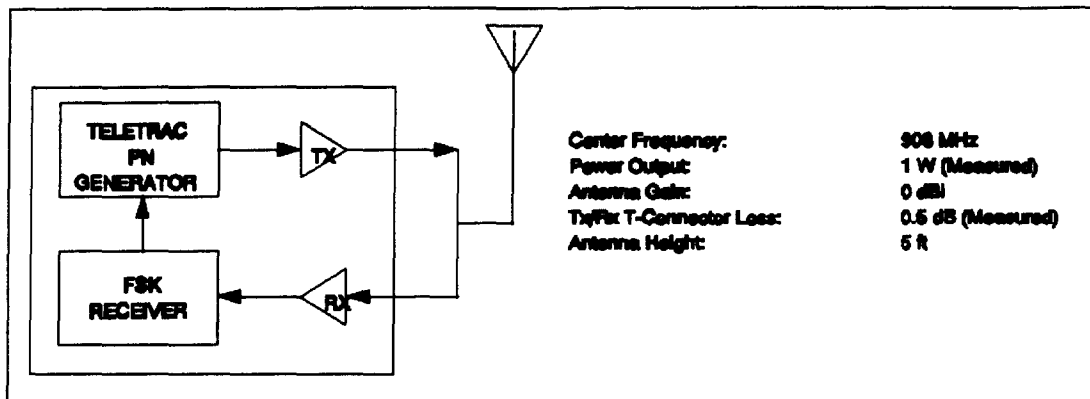 TELETRAC
PN
GENERATOR
TX
FSK
RECEIVER
RX
Center Frequency: 908 MHz
Power Output: 1 W (Measured)
Antenna Gain: 0 dBi
Tx/Rx T-Connector Loss: 0.5 dB (Measured)
Antenna Height: 5 ft